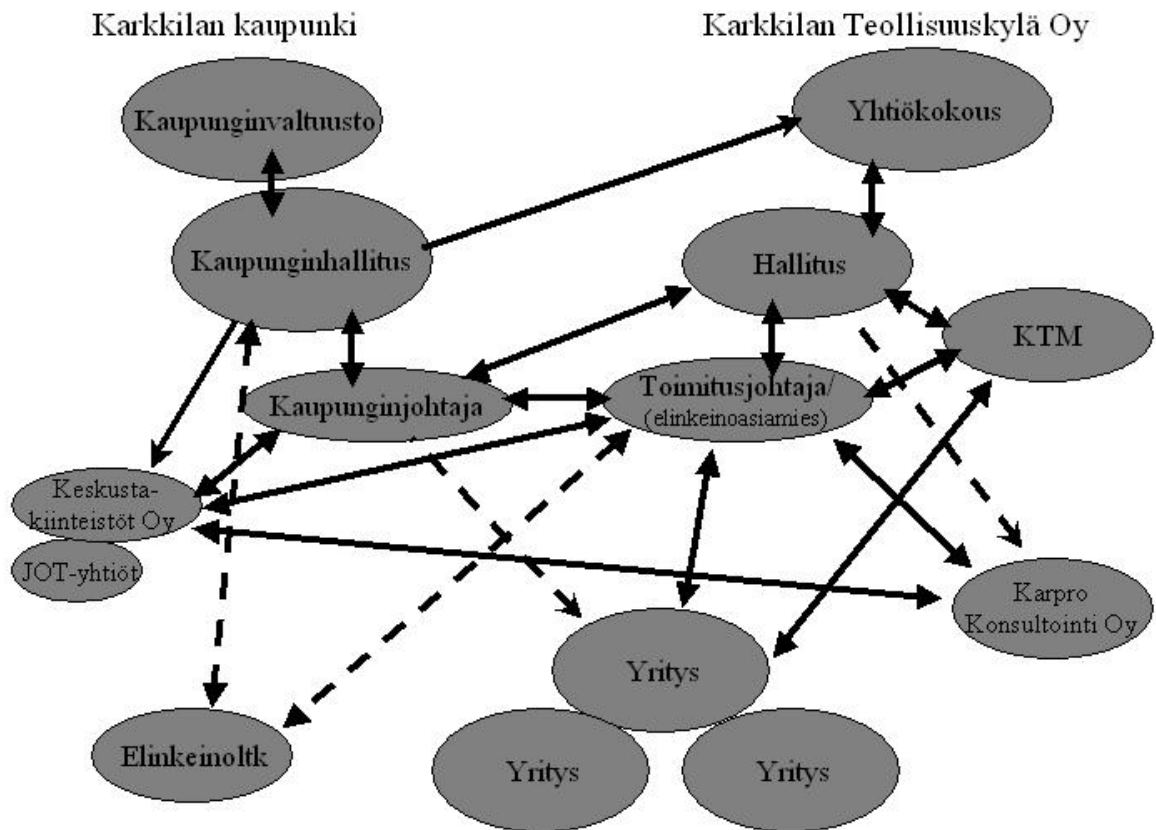 Karkkilan kaupunki
Karkkilan Teollisuuskylä Oy
Kaupunginvaltuusto
Yhtiökokous
Kaupunginhallitus
Hallitus
KTM
Kaupunginjohtaja
Toimitusjohtaja/
(elinkeinoasiamies)
Keskusta-
kiinteistöt Oy
JOT-yhtiöt
Karpro
Konsultointi Oy
Yritys
Elinkeinoltk
Yritys
Yritys